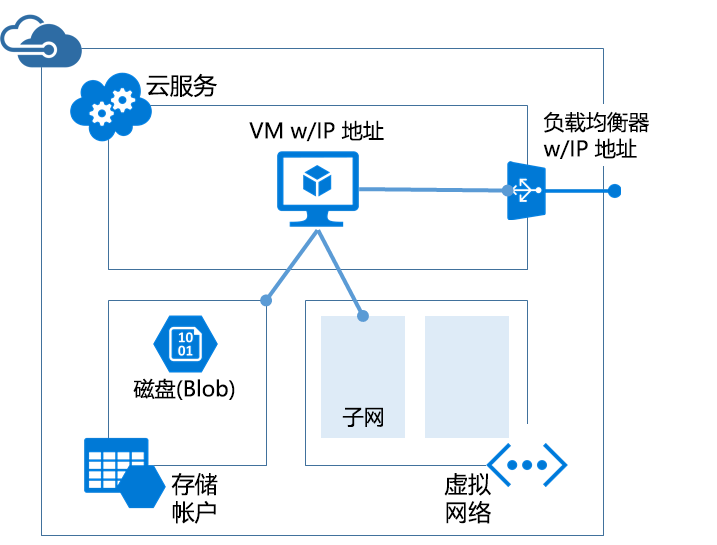 云服务
VM w/IP 地址
负载均衡器
w/IP 地址
10
01
磁盘(Blob)
子网
存储
帐户
虚拟
网络